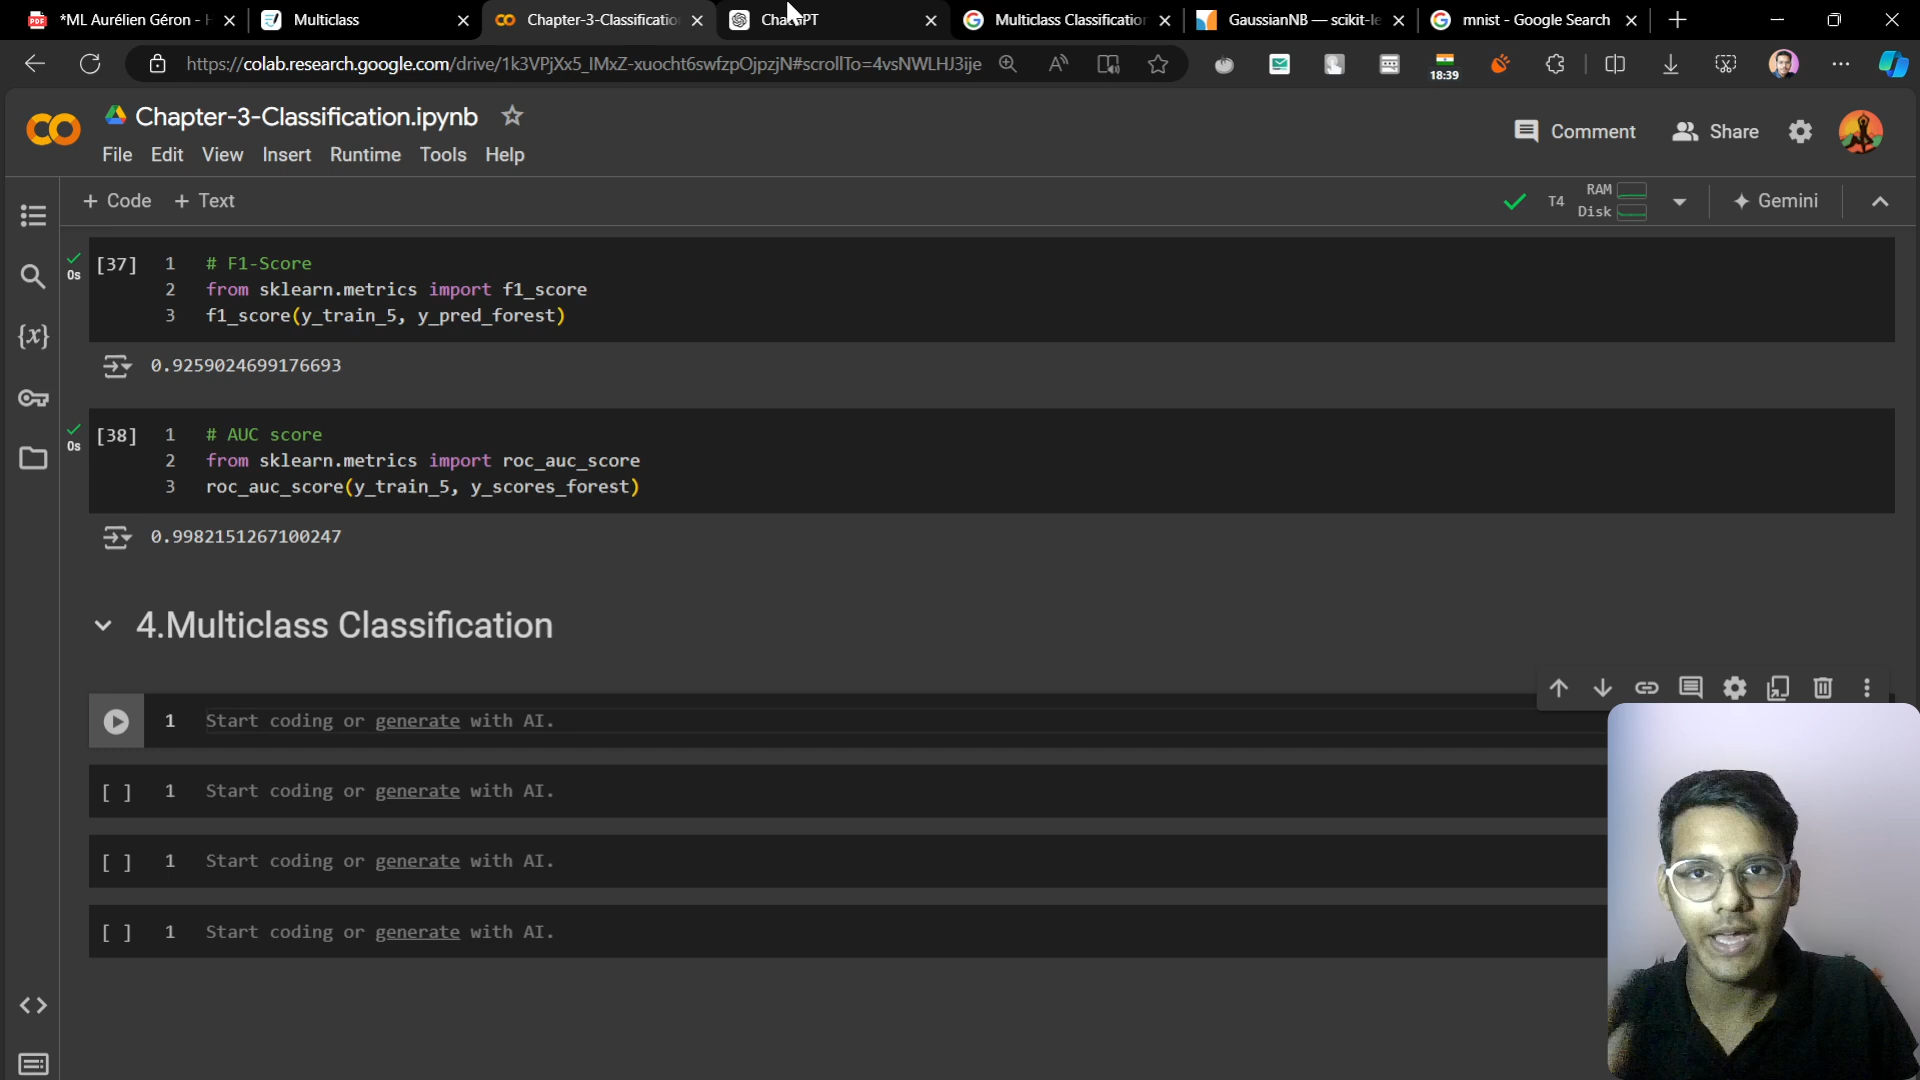 *ML Aurélien Géron -
Multiclass
Chapter-3-Classificatio
ChatGPT
Multiclass Classification
GaussianNB — scikit-le
mnist - Google Search
https://colab.research.google.com/drive/1k3VPjXx5_IMxZ-xuocht6swfzpOjpzjN#scrollTo=4vsNWLHJ3ije
18:39
Chapter-3-Classification.ipynb
Comment
Share
File Edit View Insert Runtime Tools Help
+ Code + Text
T4
RAM
Disk
Gemini
0s
[37] 1 # F1-Score
2 from sklearn.metrics import f1_score
3 f1_score(y_train_5, y_pred_forest)
0.9259024699176693
0s
[38] 1 # AUC score
2 from sklearn.metrics import roc_auc_score
3 roc_auc_score(y_train_5, y_scores_forest)
0.9982151267100247
4.Multiclass Classification
1 Start coding or generate with AI.
[ ] 1 Start coding or generate with AI.
[ ] 1 Start coding or generate with AI.
[ ] 1 Start coding or generate with AI.